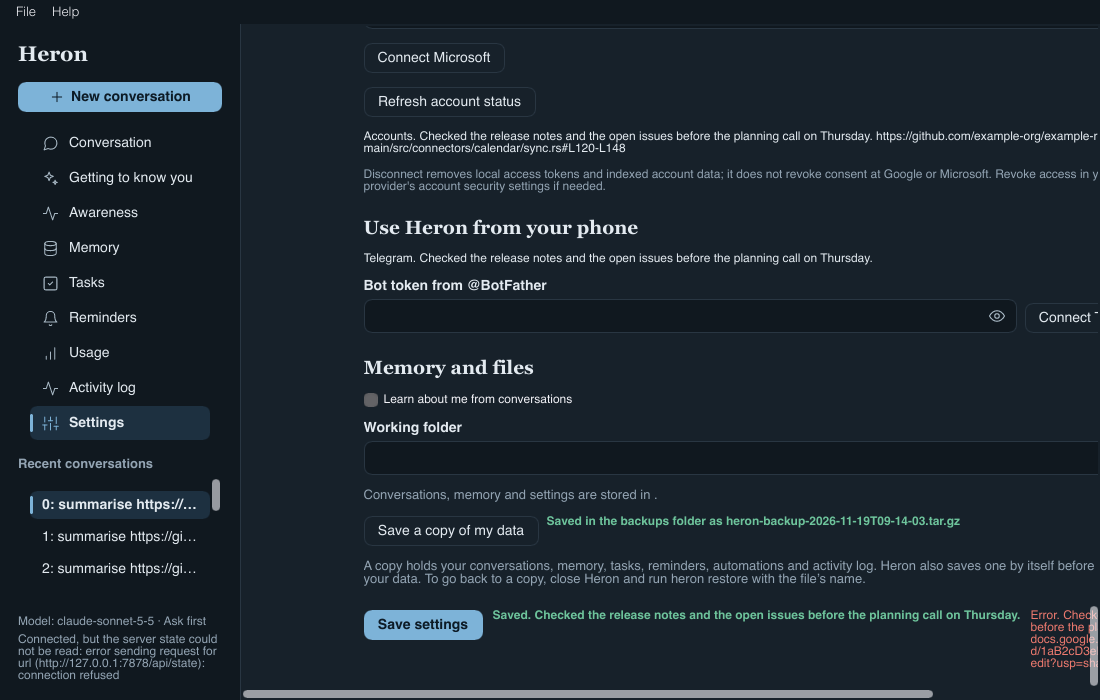 File Help
Heron
New conversation
Conversation
Getting to know you
Awareness
Memory
Tasks
Reminders
Usage
Activity log
Settings
Recent conversations
0: summarise https://…
1: summarise https://gi…
2: summarise https://gi…
Model: claude-sonnet-5-5 · Ask first
Connected, but the server state could
not be read: error sending request for
url (http://127.0.0.1:7878/api/state):
connection refused
Connect Microsoft
Refresh account status
Accounts. Checked the release notes and the open issues before the planning call on Thursday. https://github.com/example-org/example-r
main/src/connectors/calendar/sync.rs#L120-L148
Disconnect removes local access tokens and indexed account data; it does not revoke consent at Google or Microsoft. Revoke access in y
provider's account security settings if needed.
Use Heron from your phone
Telegram. Checked the release notes and the open issues before the planning call on Thursday.
Bot token from @BotFather
Connect
Memory and files
Learn about me from conversations
Working folder
Conversations, memory and settings are stored in .
Save a copy of my data
Saved in the backups folder as heron-backup-2026-11-19T09-14-03.tar.gz
A copy holds your conversations, memory, tasks, reminders, automations and activity log. Heron also saves one by itself before
your data. To go back to a copy, close Heron and run heron restore with the file's name.
Save settings
Saved. Checked the release notes and the open issues before the planning call on Thursday.
Error. Check
before the pl
docs.google.
d/1aB2cD3e
edit?usp=sha